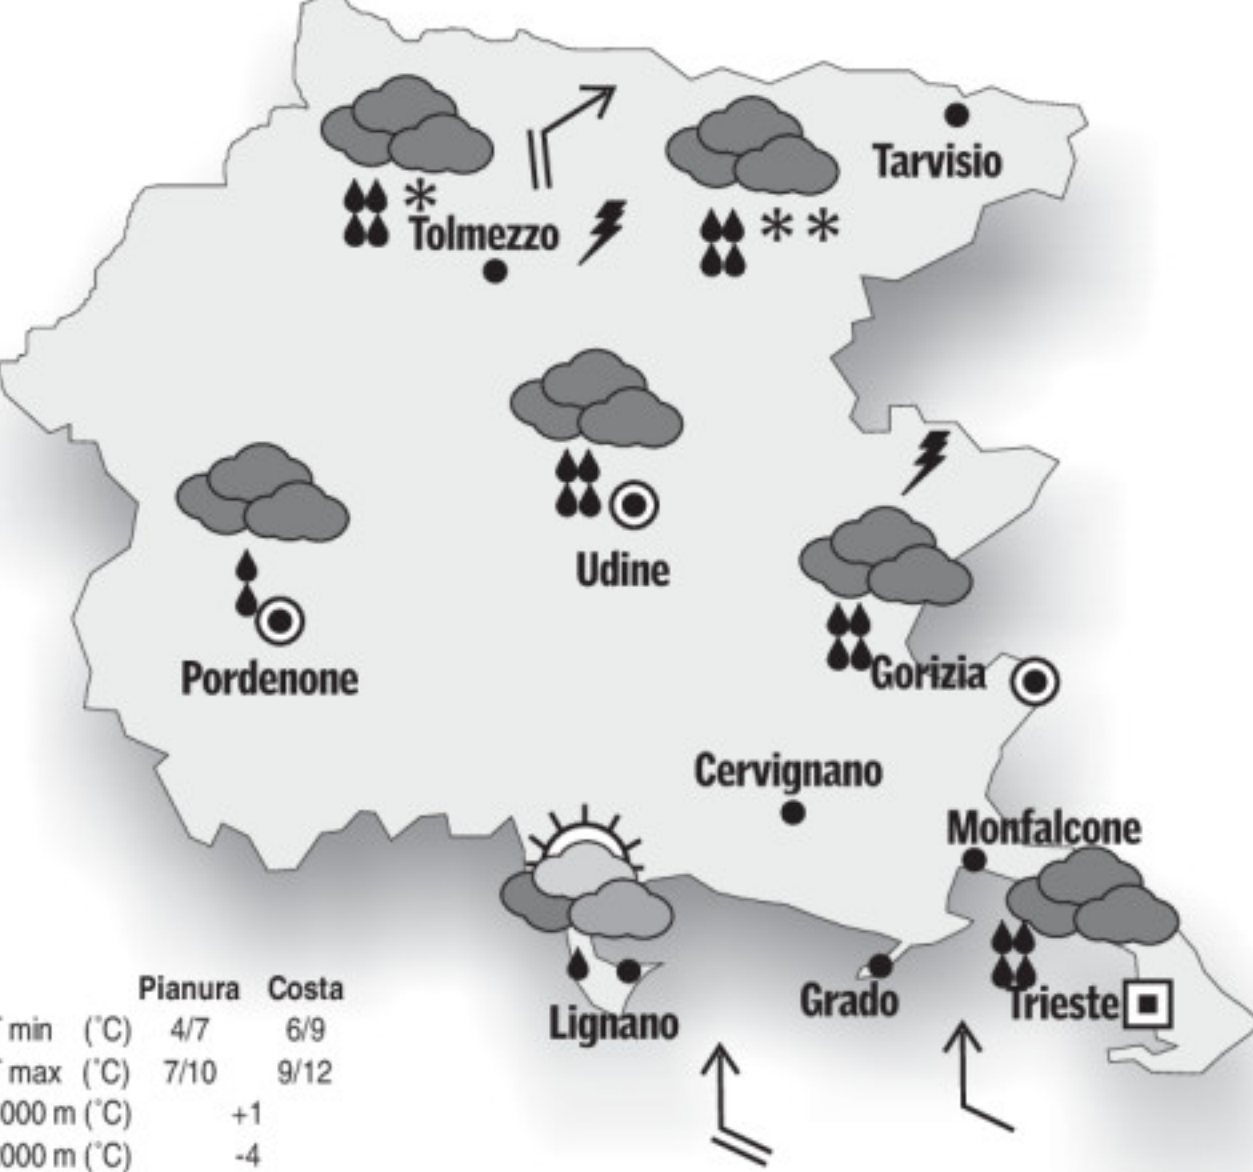 Tarvisio
Tolmezzo
Udine
Pordenone
Gorizia
Cervignano
Monfalcone
Grado
Trieste
Lignano
Pianura Costa
min (°C) 4/7 6/9
max (°C) 7/10 9/12
000 m (°C) +1
000 m (°C) -4